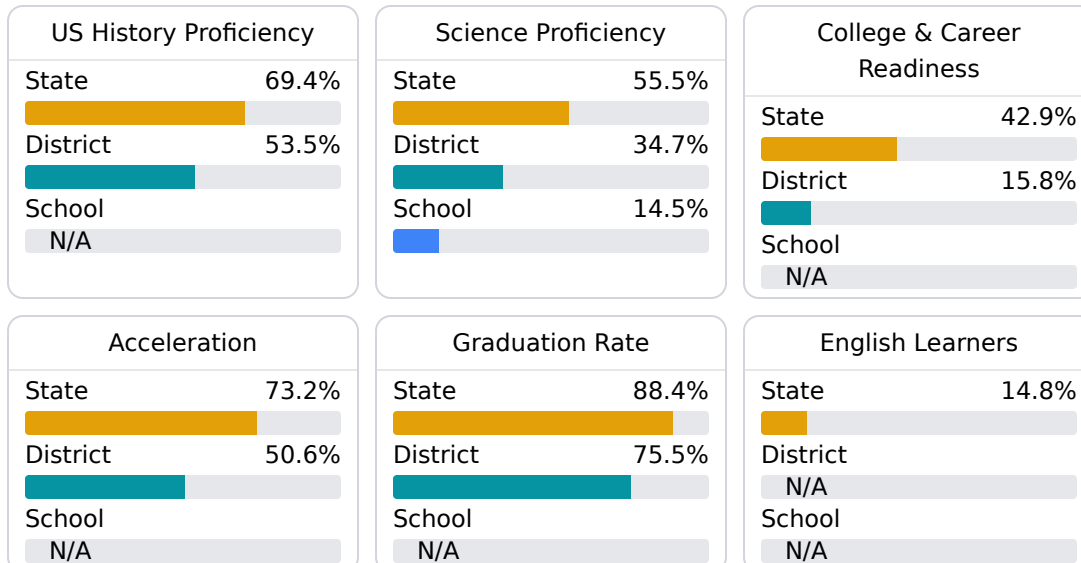 US History Proficiency
State 69.4%
District 53.5%
School
N/A
Science Proficiency
State 55.5%
District 34.7%
School 14.5%
College & Career
Readiness
State 42.9%
District 15.8%
School
N/A
Acceleration
State 73.2%
District 50.6%
School
N/A
Graduation Rate
State 88.4%
District 75.5%
School
N/A
English Learners
State 14.8%
District
N/A
School
N/A